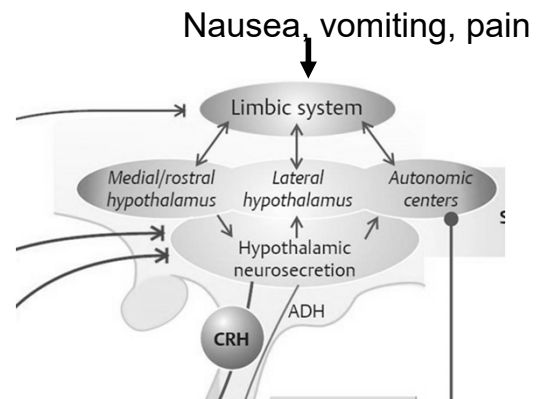 Nausea, vomiting, pain
Limbic system
Medial/rostral
hypothalamus
Lateral
hypothalamus
Autonomic
centers
Hypothalamic
neurosecretion
ADH
CRH